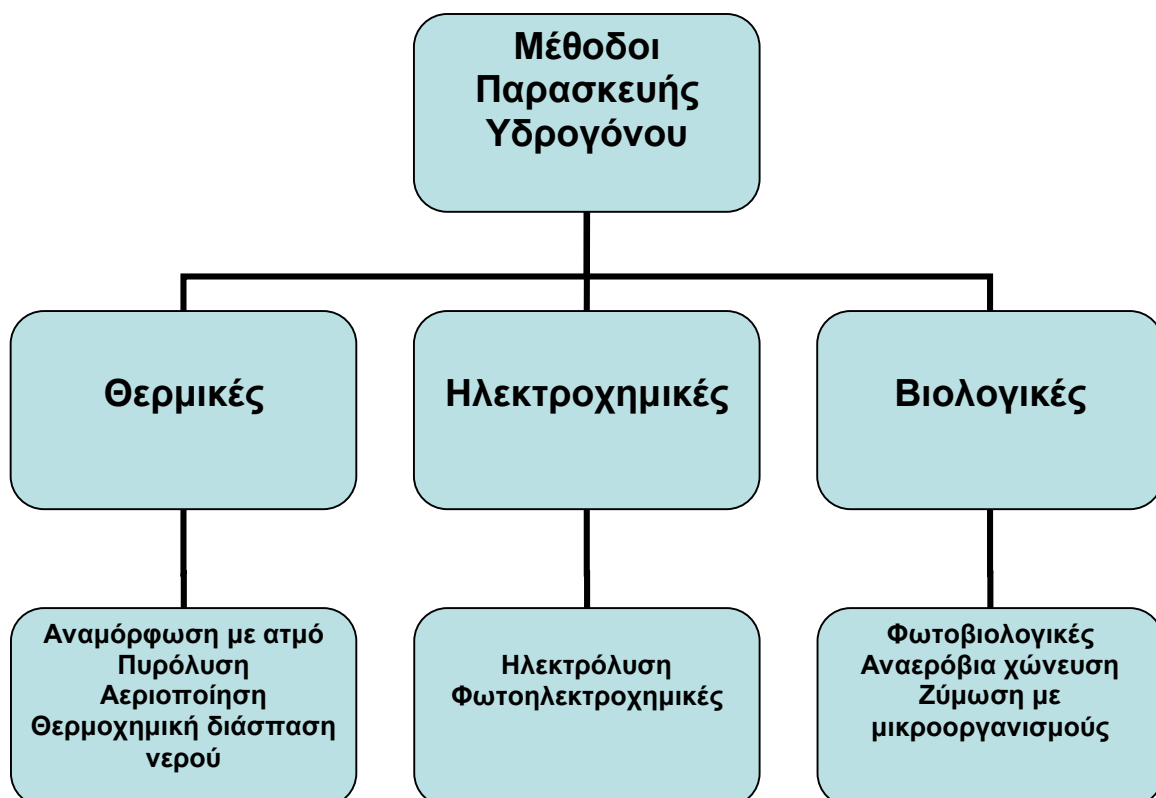 Μέθοδοι
Παρασκευής
Υδρογόνου
Θερμικές
Ηλεκτροχημικές
Βιολογικές
Αναμόρφωση με ατμό
Πυρόλυση
Αεριοποίηση
Θερμοχημική διάσπαση
νερού
Ηλεκτρόλυση
Φωτοηλεκτροχημικές
Φωτοβιολογικές
Αναερόβια χώνευση
Ζύμωση με
μικροοργανισμούς